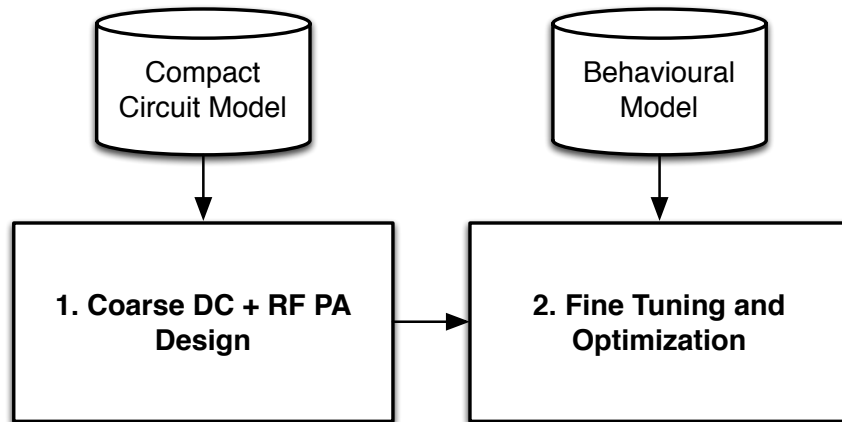 Compact
Circuit Model
Behavioural
Model
1. Coarse DC + RF PA
Design
2. Fine Tuning and
Optimization